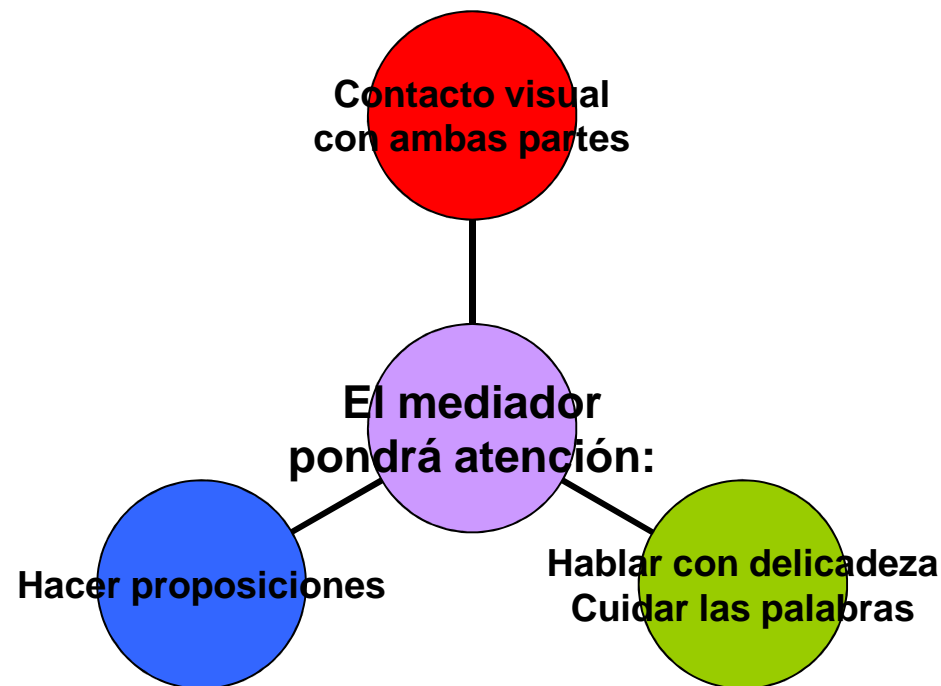 Contacto visual
con ambas partes
El mediador
pondrá atención:
Hacer proposiciones
Hablar con delicadeza
Cuidar las palabras